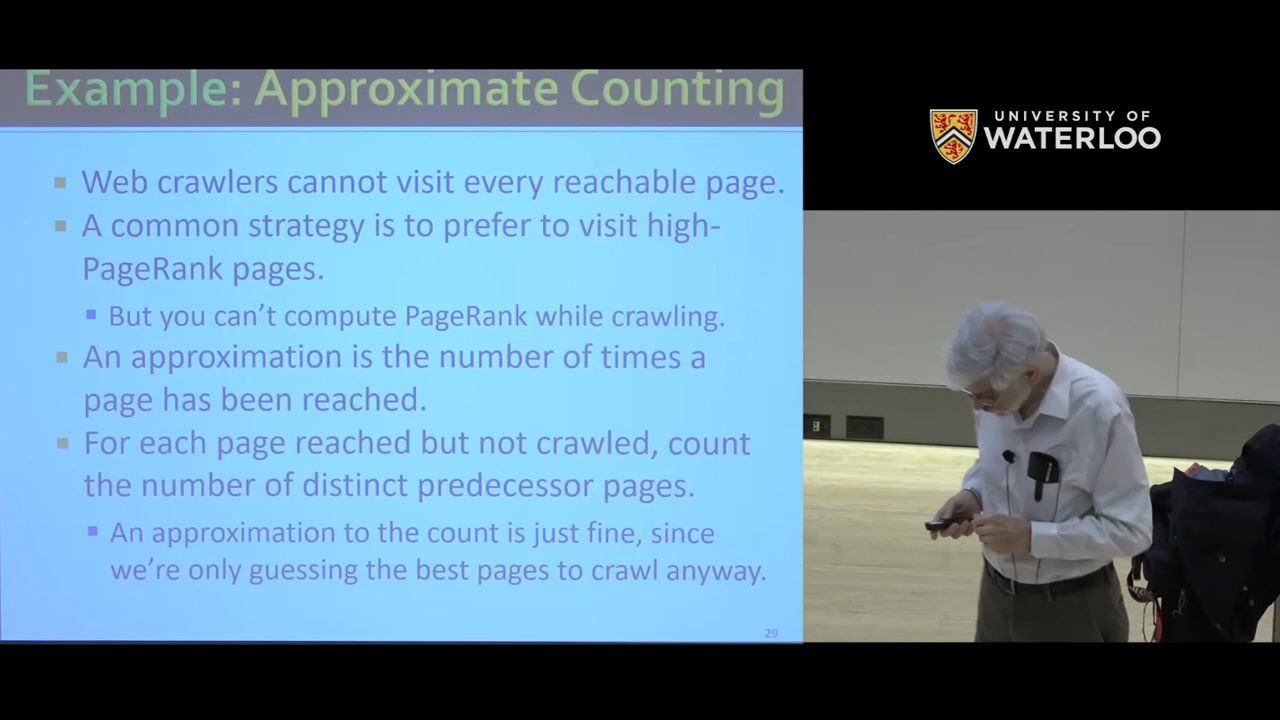 Example: Approximate Counting
Web crawlers cannot visit every reachable page.
A common strategy is to prefer to visit high-
PageRank pages.
But you can't compute PageRank while crawling.
An approximation is the number of times a
page has been reached.
For each page reached but not crawled, count
the number of distinct predecessor pages.
An approximation to the count is just fine, since
we're only guessing the best pages to crawl anyway.
29
UNIVERSITY OF
WATERLOO